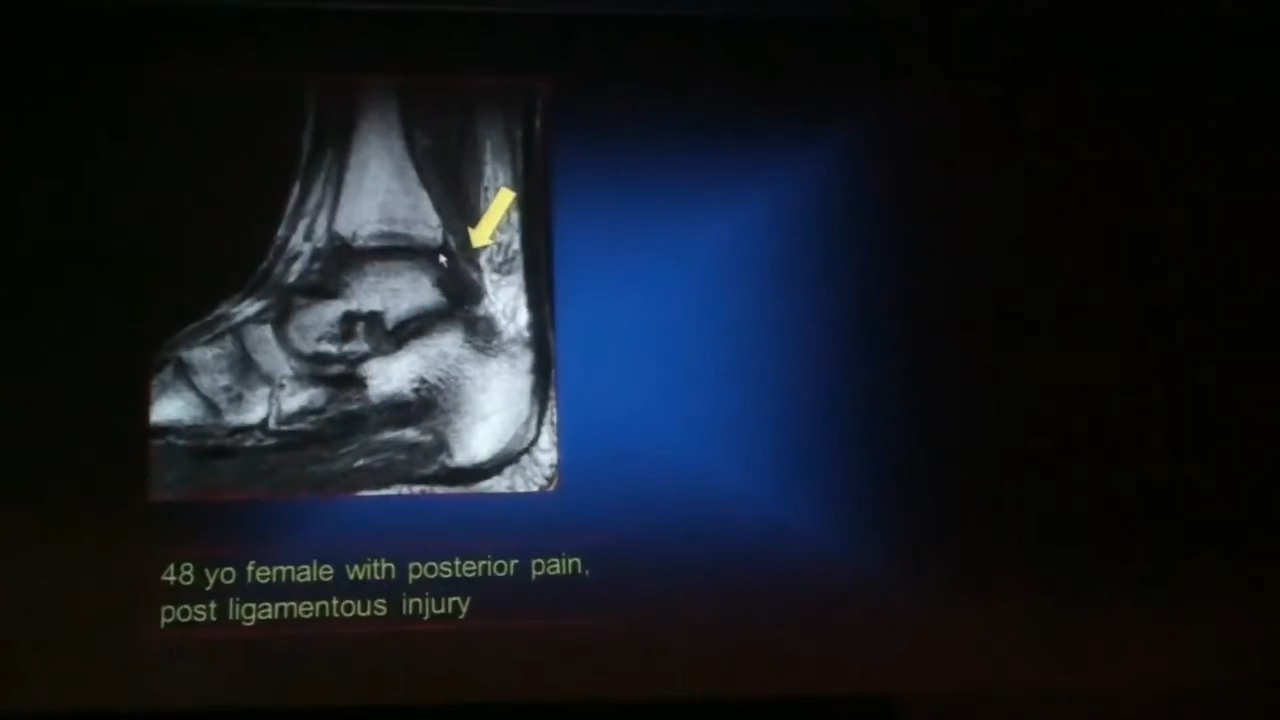 48 yo female with posterior pain,
post ligamentous injury